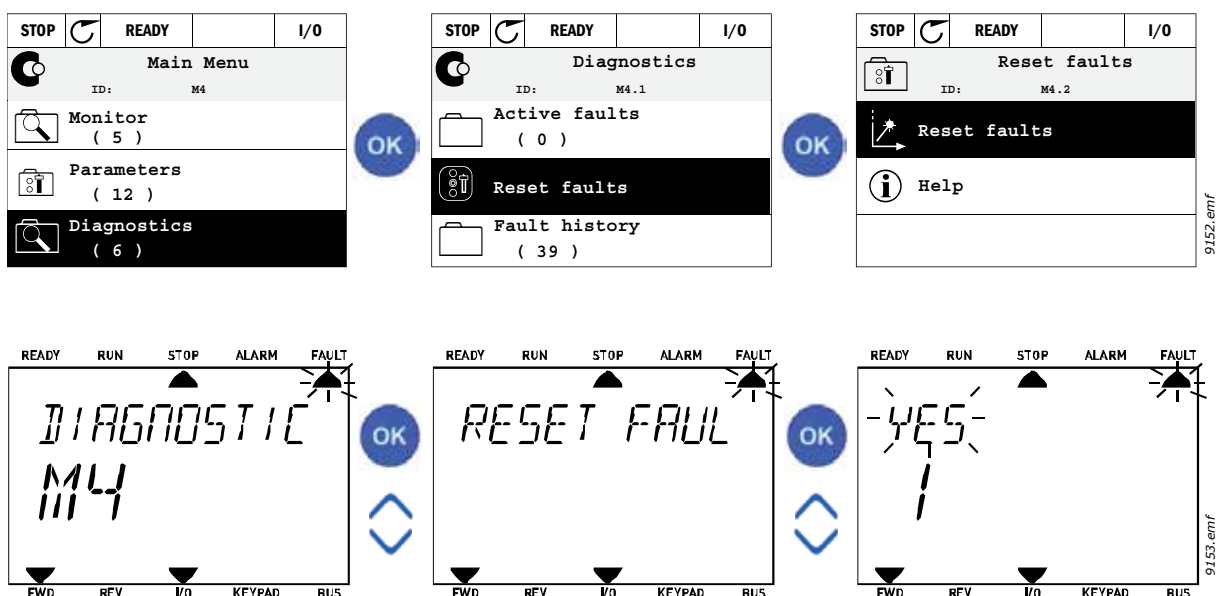 STOP READY I/O
Main Menu
ID: M4
Monitor
( 5 )
Parameters
( 12 )
Diagnostics
( 6 )
OK
STOP READY I/O
Diagnostics
ID: M4.1
Active faults
( 0 )
Reset faults
Fault history
( 39 )
OK
STOP READY I/O
Reset faults
ID: M4.2
Reset faults
Help
9152.emf
READY RUN STOP ALARM FAULT
DIAGNOSTIC
M4
FWD REV I/O KEYPAD BUS
OK
READY RUN STOP ALARM FAULT
RESET FAUL
FWD REV I/O KEYPAD BUS
OK
READY RUN STOP ALARM FAULT
YES
1
FWD REV I/O KEYPAD BUS
9153.emf